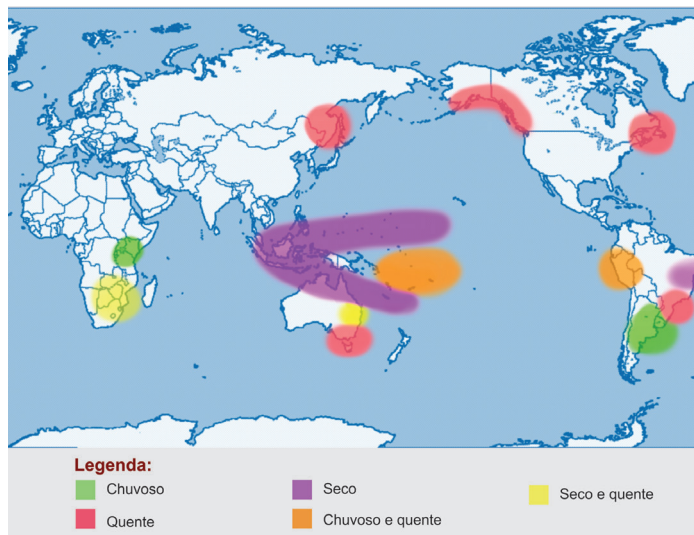 Legenda:
Chuvoso
Quente
Seco
Chuvoso e quente
Seco e quente